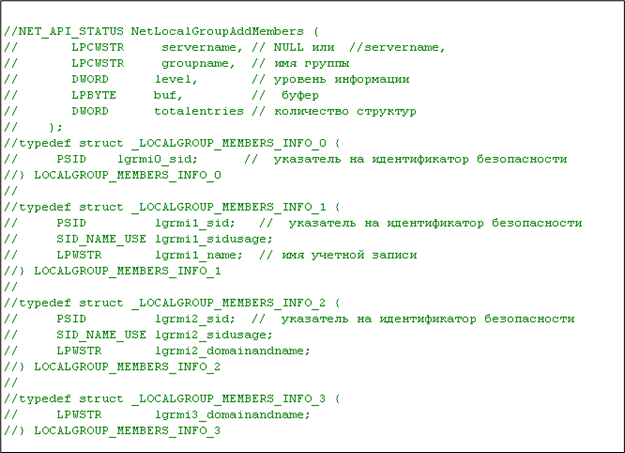 //NET_API_STATUS NetLocalGroupAddMembers (
//       LPCWSTR     servername, // NULL или  //servername,
//       LPCWSTR     groupname,  // имя группы
//       DWORD      level,       // уровень информации
//       LPBYTE     buf,         //  буфер
//       DWORD      totalentries // количество структур
//    );
//typedef struct _LOCALGROUP_MEMBERS_INFO_0 {
//     PSID    lgrmi0_sid;      //  указатель на идентификатор безопасности
//} LOCALGROUP_MEMBERS_INFO_0
//
//typedef struct _LOCALGROUP_MEMBERS_INFO_1 {
//     PSID         lgrmi1_sid;   //  указатель на идентификатор безопасности
//     SID_NAME_USE lgrmi1_sidusage;
//     LPWSTR       lgrmi1_name;  // имя учетной записи
//} LOCALGROUP_MEMBERS_INFO_1
//
//typedef struct _LOCALGROUP_MEMBERS_INFO_2 {
//     PSID         lgrmi2_sid;  //  указатель на идентификатор безопасности
//     SID_NAME_USE lgrmi2_sidusage;
//     LPWSTR       lgrmi2_domainandname;
//} LOCALGROUP_MEMBERS_INFO_2
//
//typedef struct _LOCALGROUP_MEMBERS_INFO_3 {
//     LPWSTR       lgrmi3_domainandname;
//} LOCALGROUP_MEMBERS_INFO_3